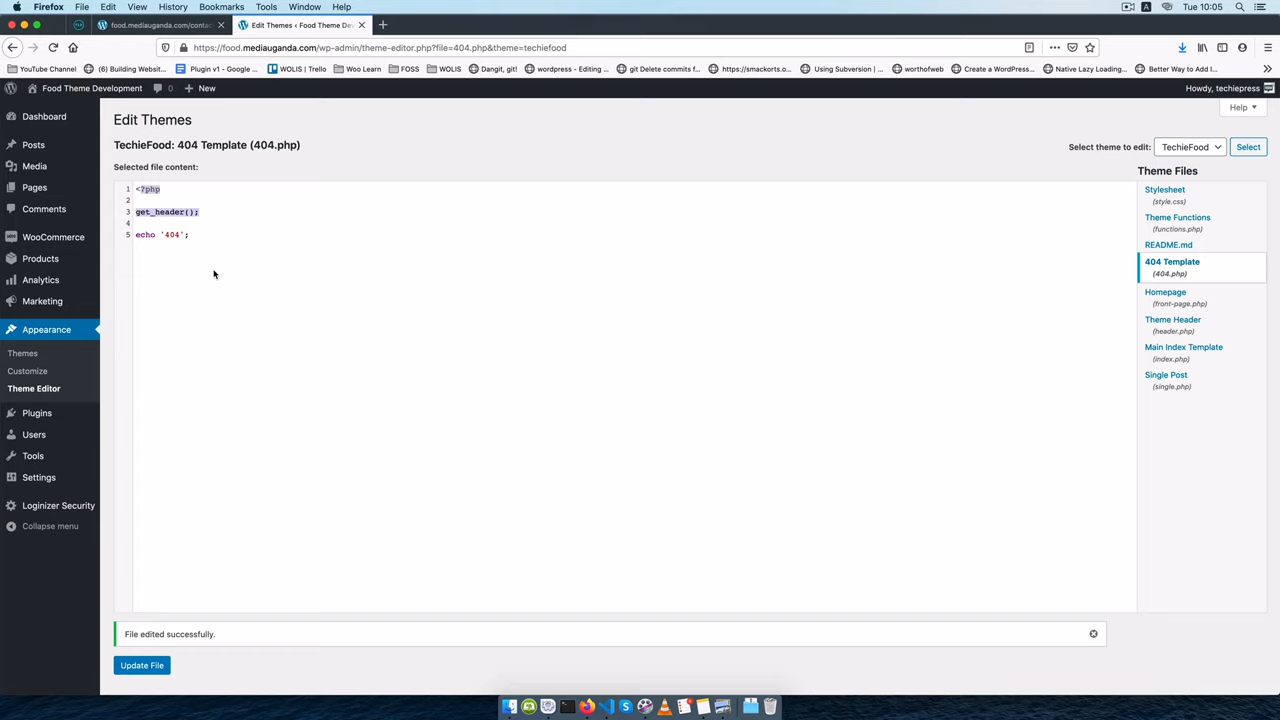 Firefox File Edit View History Bookmarks Tools Window Help
A Tue 10:05
food.mediauganda.com/contac
Edit Themes ‹ Food Theme De
https://food.mediauganda.com/wp-admin/theme-editor.php?file=404.php&theme=techiefood
YouTube Channel
(6) Building Websit...
Plugin v1 - Google ...
WOLIS | Trello
Woo Learn
FOSS
WOLIS
Dangit, git!
wordpress - Editing ...
git Delete commits f...
https://smackorts.o...
Using Subversion | ...
worthofweb
Create a WordPress...
Native Lazy Loading...
Better Way to Add I...
Food Theme Development
0
New
Howdy, techiepress
Help
Dashboard
Posts
Media
Pages
Comments
WooCommerce
Products
Analytics
Marketing
Appearance
Themes
Customize
Theme Editor
Plugins
Users
Tools
Settings
Loginizer Security
Collapse menu
Edit Themes
TechieFood: 404 Template (404.php)
Select theme to edit:
TechieFood
Select
Selected file content:
1 <?php
2
3 get_header();
4
5 echo '404';
Theme Files
Stylesheet
(style.css)
Theme Functions
(functions.php)
README.md
404 Template
(404.php)
Homepage
(front-page.php)
Theme Header
(header.php)
Main Index Template
(index.php)
Single Post
(single.php)
File edited successfully.
Update File